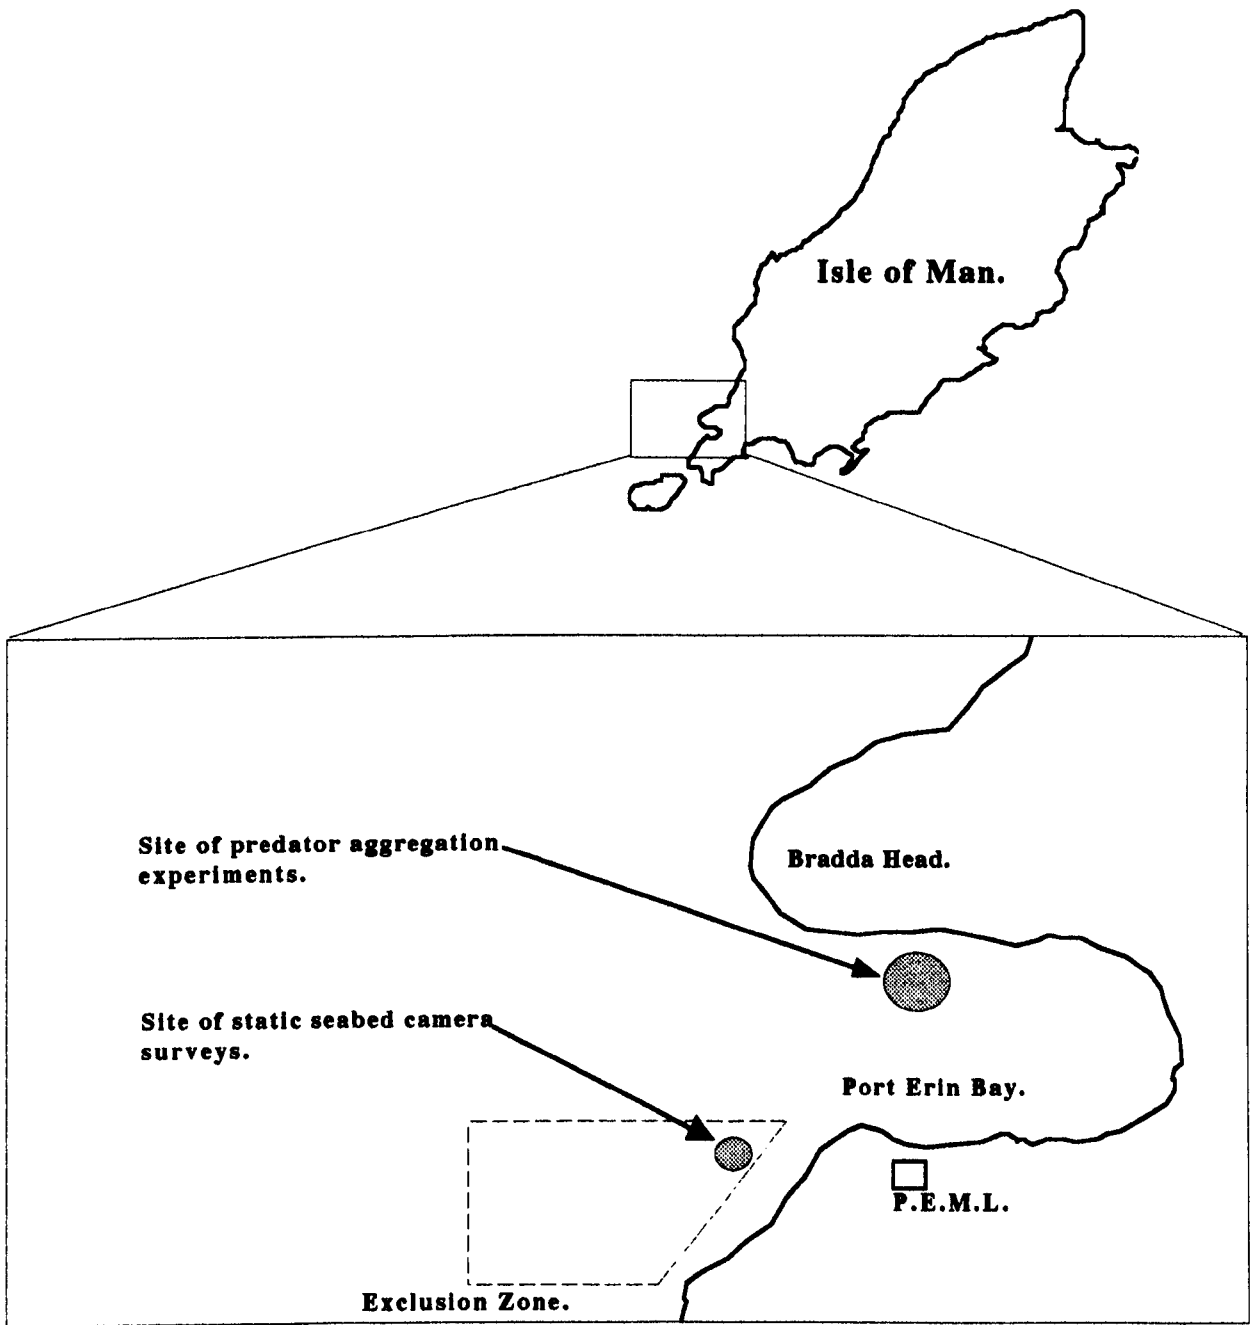 Isle of Man.
Site of predator aggregation
experiments.
Bradda Head.
Site of static seabed camera
surveys.
Port Erin Bay.
P.E.M.L.
Exclusion Zone.